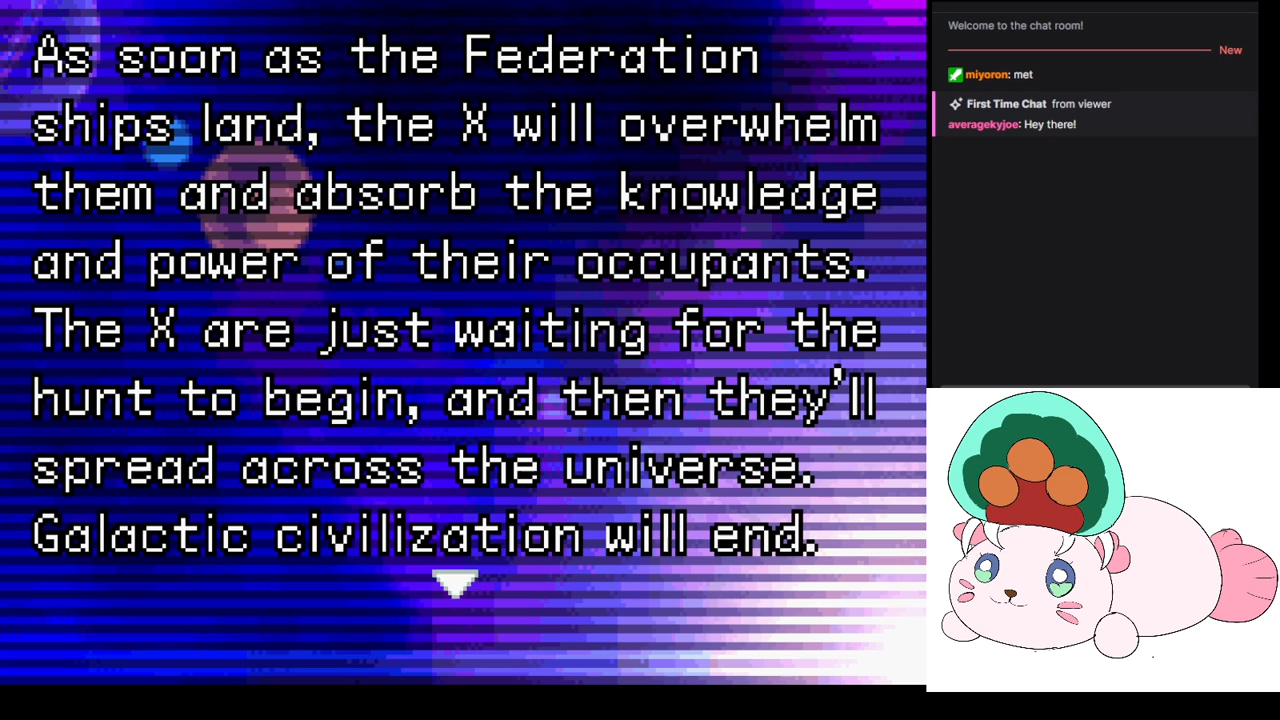 As soon as the Federation
ships land, the X will overwhelm
them and absorb the knowledge
and power of their occupants.
The X are just waiting for the
hunt to begin, and then they'll
spread across the universe.
Galactic civilization will end.
Welcome to the chat room!
New
miyoron: met
First Time Chat from viewer
averagekyjoe: Hey there!